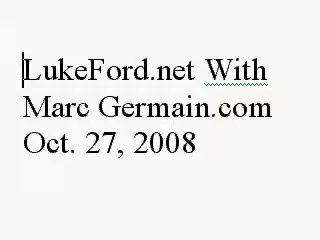 LukeFord.net With
Marc Germain.com
Oct. 27, 2008